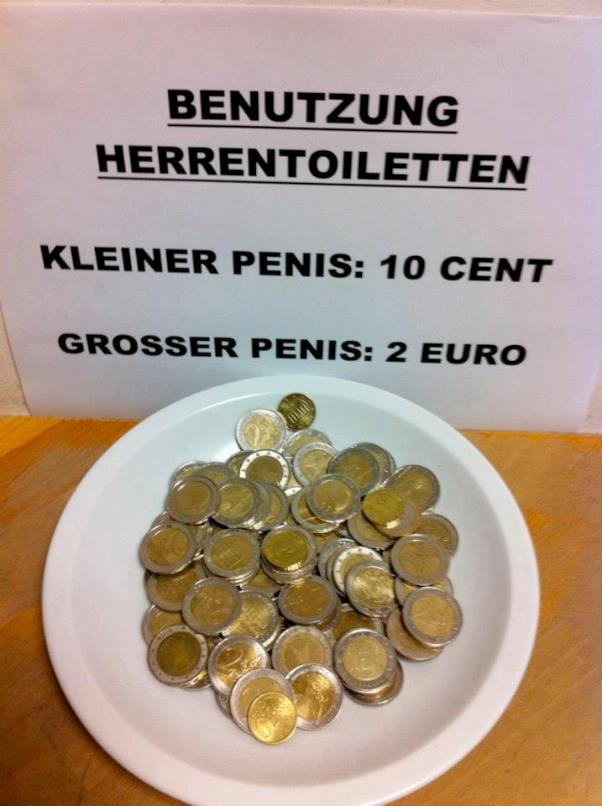 BENUTZUNG
HERRENTOILETTEN
KLEINER PENIS: 10 CENT
GROSSER PENIS: 2 EURO